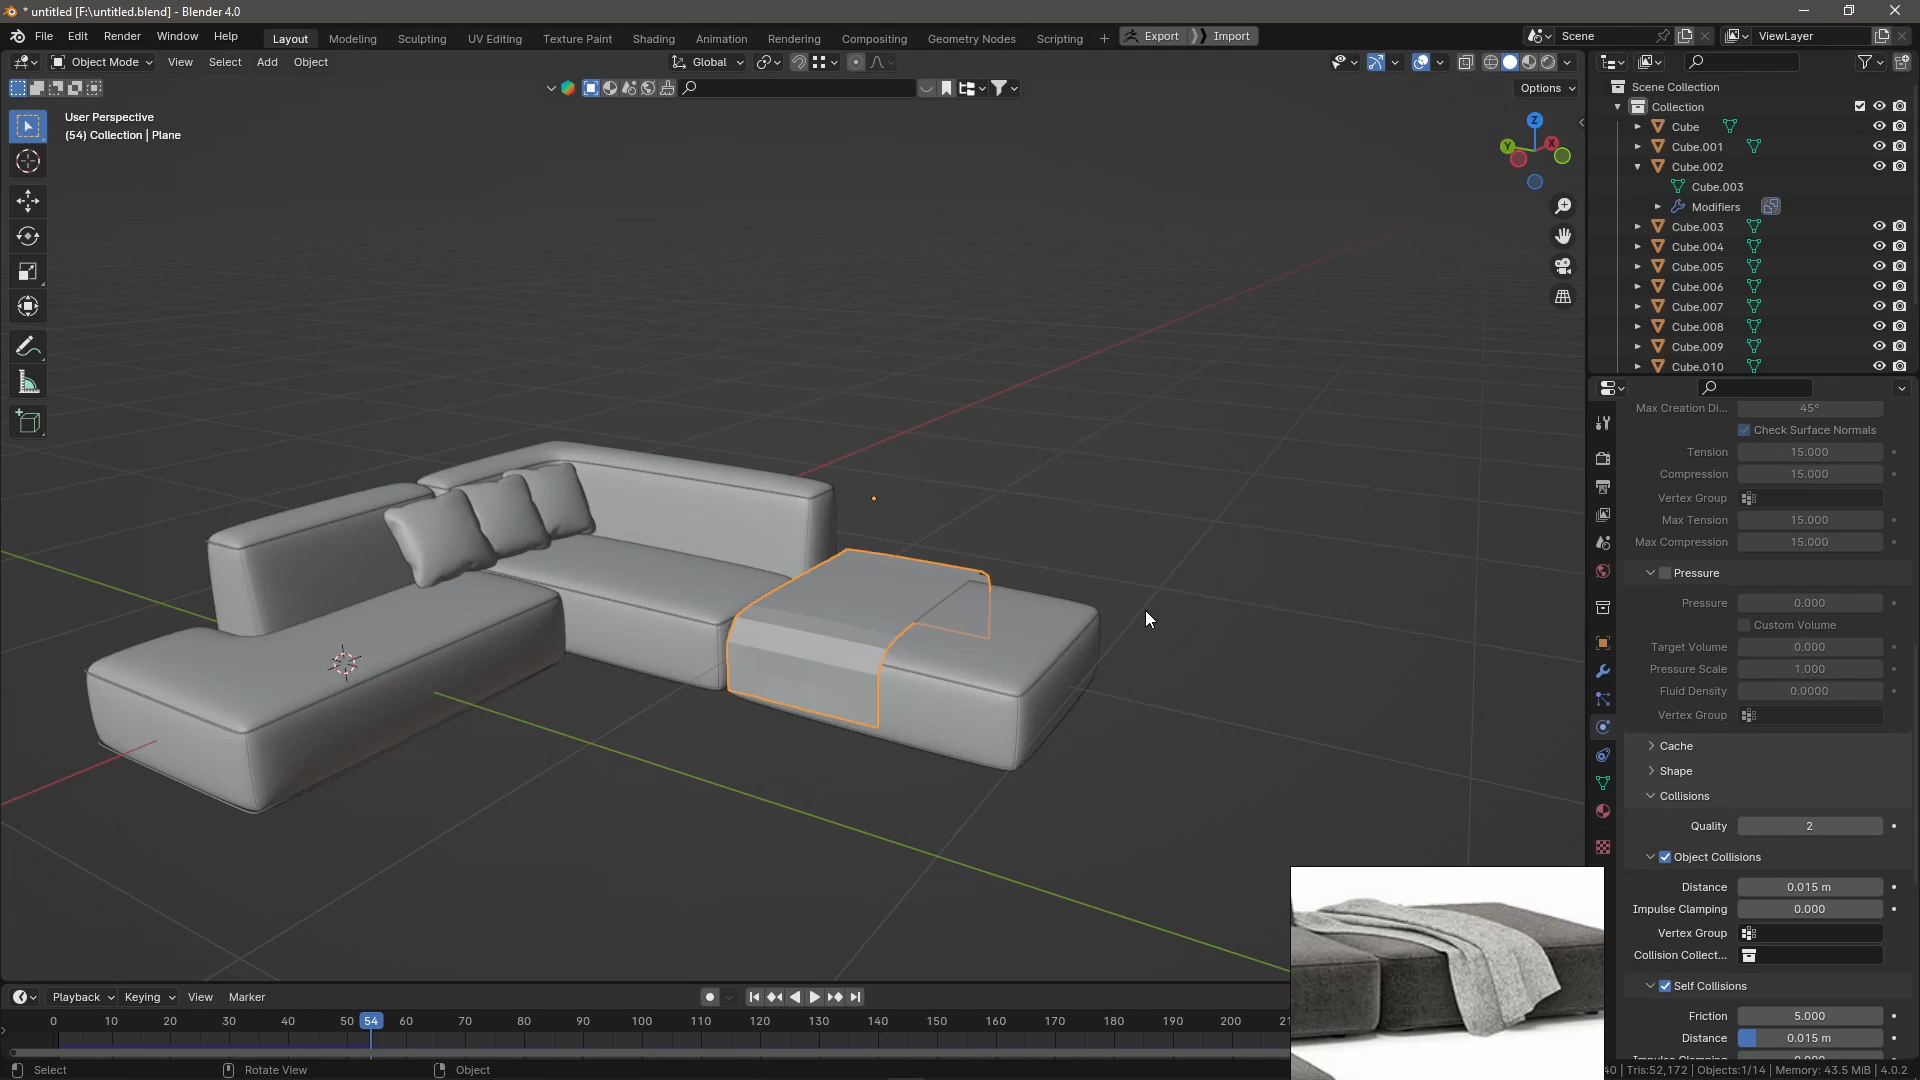 * untitled [F:\untitled.blend] - Blender 4.0
File Edit Render Window Help
Layout Modeling Sculpting UV Editing Texture Paint Shading Animation Rendering Compositing Geometry Nodes Scripting +
Export Import
Scene
ViewLayer
Object Mode View Select Add Object
Global
Options
User Perspective
(54) Collection | Plane
Z
Y
X
Scene Collection
Collection
Cube
Cube.001
Cube.002
Cube.003
Modifiers
Cube.003
Cube.004
Cube.005
Cube.006
Cube.007
Cube.008
Cube.009
Cube.010
Max Creation Di... 45°
Check Surface Normals
Tension 15.000
Compression 15.000
Vertex Group
Max Tension 15.000
Max Compression 15.000
Pressure
Pressure 0.000
Custom Volume
Target Volume 0.000
Pressure Scale 1.000
Fluid Density 0.0000
Vertex Group
Cache
Shape
Collisions
Quality 2
Object Collisions
Distance 0.015 m
Impulse Clamping 0.000
Vertex Group
Collision Collect...
Self Collisions
Friction 5.000
Distance 0.015 m
Playback Keying View Marker
0 10 20 30 40 50 54 60 70 80 90 100 110 120 130 140 150 160 170 180 190 200
Select Rotate View Object
40 | Tris:52,172 | Objects:1/14 | Memory: 43.5 MiB | 4.0.2